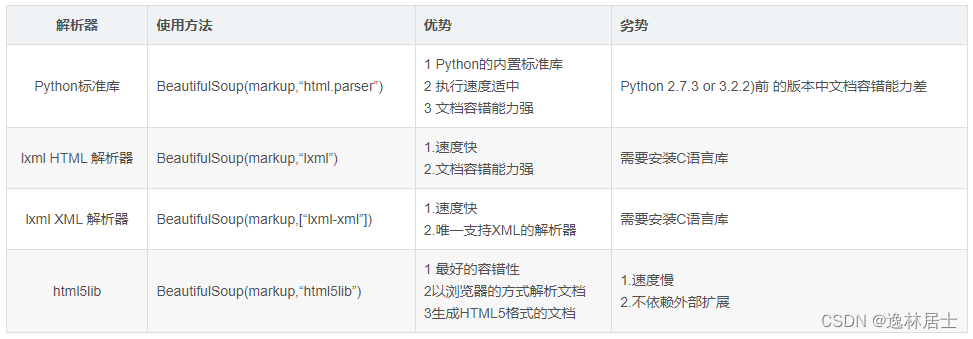 解析器 使用方法 优势 劣势
1 Python的内置标准库
Python标准库 BeautifulSoup(markup,“html.parser”) 2 执行速度适中 Python 2.7.3 or 3.2.2)前 的版本中文档容错能力差
3 文档容错能力强
1.速度快
lxml HTML 解析器 BeautifulSoup(markup,“lxml”) 需要安装C语言库
2.文档容错能力强
1.速度快
lxml XML 解析器 BeautifulSoup(markup,[“lxml-xml”]) 需要安装C语言库
2.唯一支持XML的解析器
1 最好的容错性
html5lib BeautifulSoup(markup,“html5lib”) 2以浏览器的方式解析文档
3生成HTML5格式的文档
1.速度慢
2.不依赖外部扩展
CSDN @逸林居士